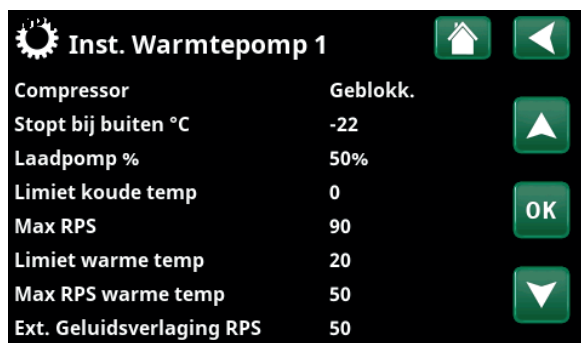 Inst. Warmtepomp 1
Compressor Geblokk.
Stopt bij buiten °C -22
Laadpomp % 50%
Limiet koude temp 0
Max RPS 90
OK
Limiet warme temp 20
Max RPS warme temp 50
Ext. Geluidsverlaging RPS 50